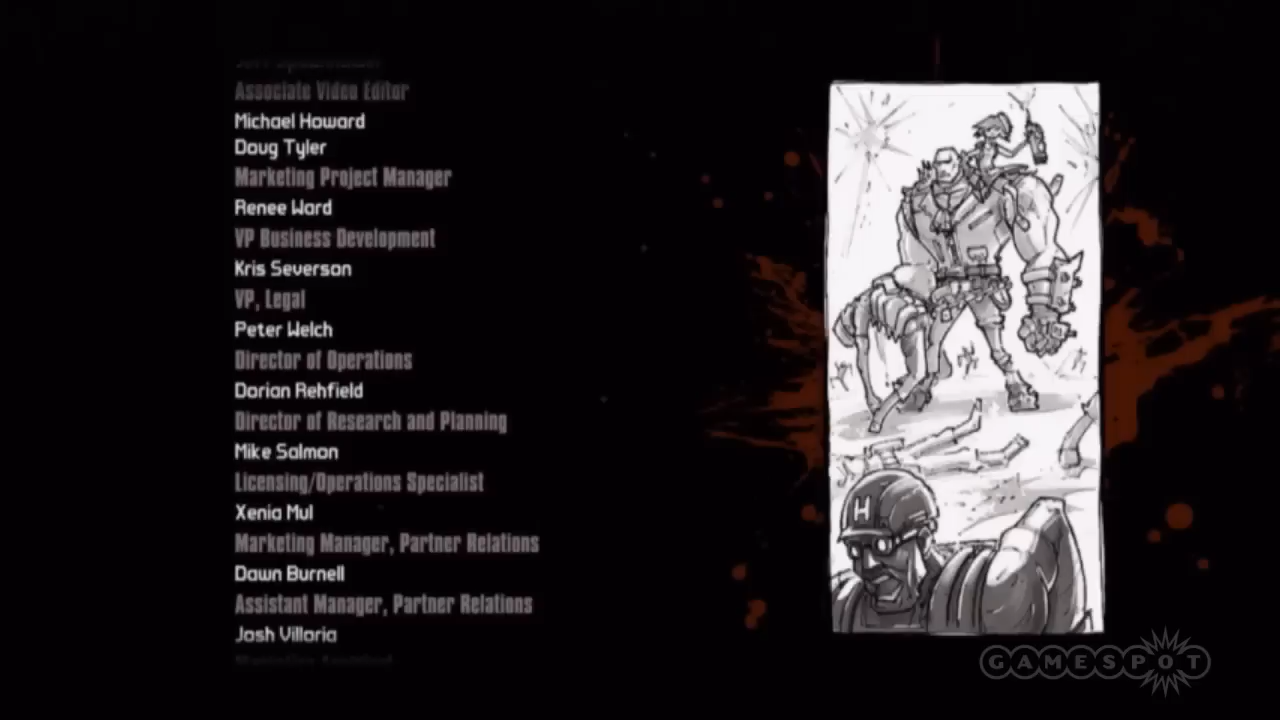 Associate Video Editor
Michael Howard
Doug Tyler
Marketing Project Manager
Renee Ward
VP Business Development
Kris Severson
VP, Legal
Peter Welch
Director of Operations
Dorian Rehfield
Director of Research and Planning
Mike Salmon
Licensing/Operations Specialist
Xenia Mul
Marketing Manager, Partner Relations
Dawn Burnell
Assistant Manager, Partner Relations
Josh Villoria
H
GAMESPOT